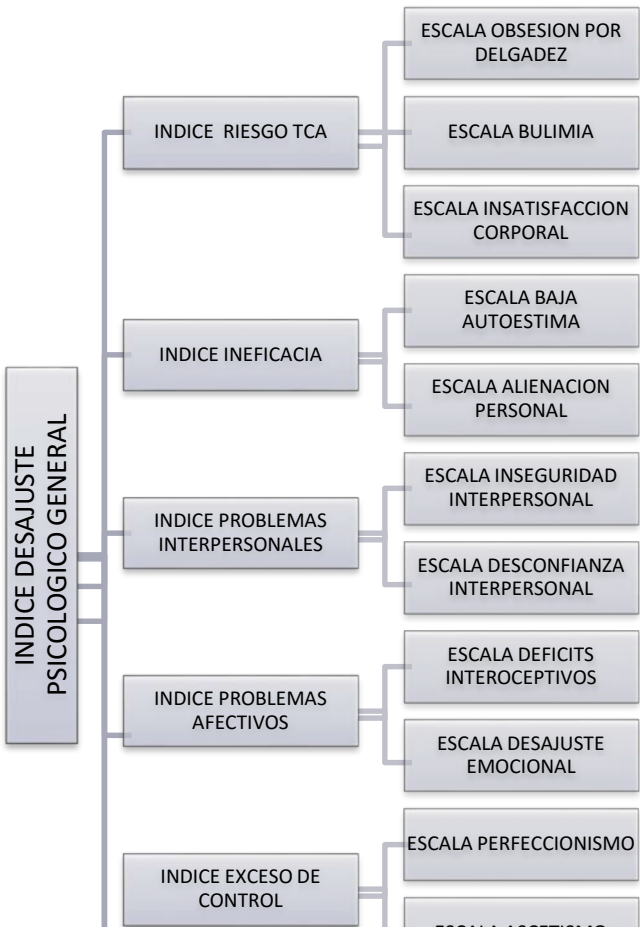 INDICE DESAJUSTE
PSICOLOGICO GENERAL
INDICE RIESGO TCA
ESCALA OBSESION POR
DELGADEZ
ESCALA BULIMIA
ESCALA INSATISFACCION
CORPORAL
INDICE INEFICACIA
ESCALA BAJA
AUTOESTIMA
ESCALA ALIENACION
PERSONAL
INDICE PROBLEMAS
INTERPERSONALES
ESCALA INSEGURIDAD
INTERPERSONAL
ESCALA DESCONFIANZA
INTERPERSONAL
INDICE PROBLEMAS
AFECTIVOS
ESCALA DEFICITS
INTEROCEPTIVOS
ESCALA DESAJUSTE
EMOCIONAL
INDICE EXCESO DE
CONTROL
ESCALA PERFECCIONISMO
ESCALA ASCETISMO